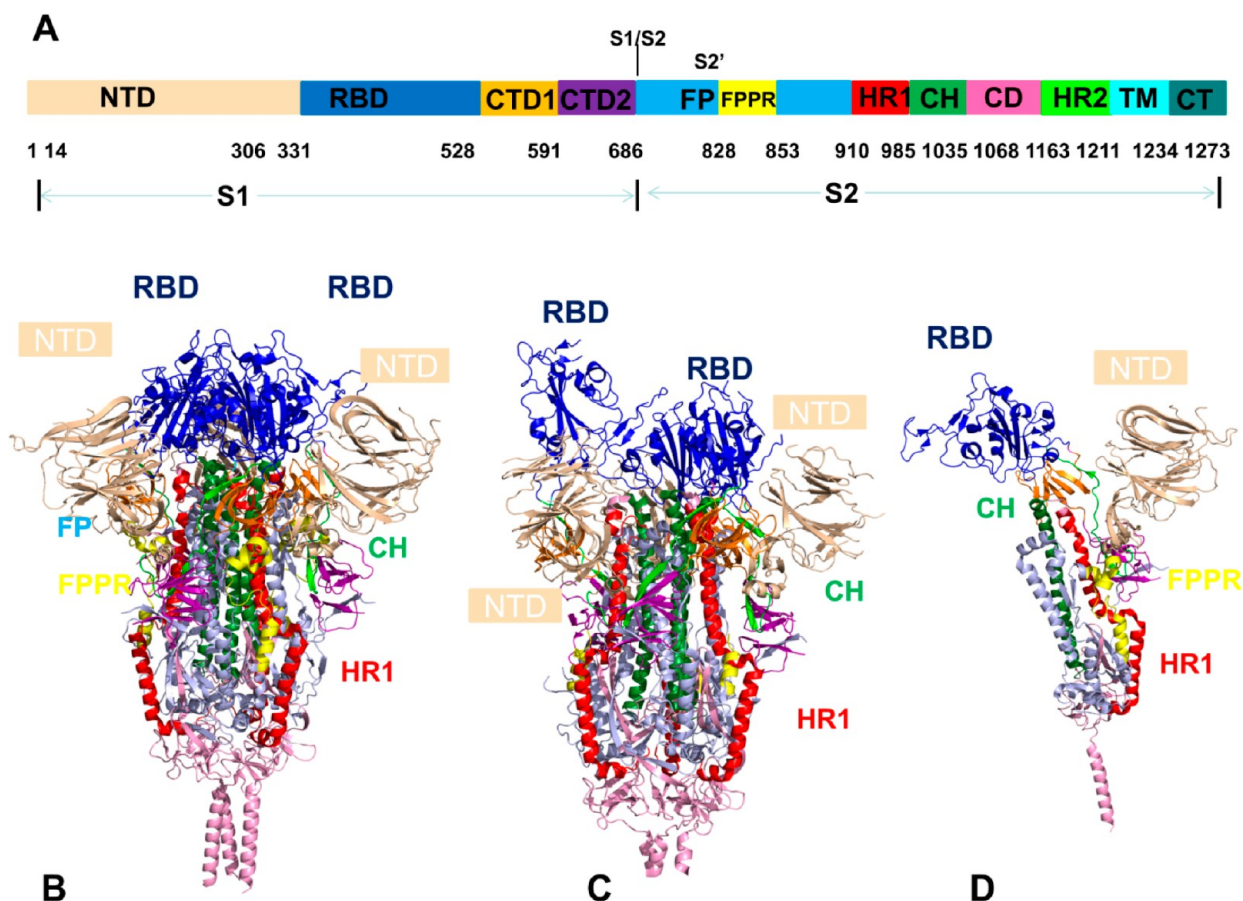 A
S1/S2
S2’
NTD RBD CTD1 CTD2 FP FPPR HR1 CH CD HR2 TM CT
1 14 306 331 528 591 686 828 853 910 985 1035 1068 1163 1211 1234 1273
S1 S2
RBD RBD
NTD
NTD
FP
CH
FPPR
HR1
B
RBD
RBD
NTD
CH
NTD
HR1
C
RBD
NTD
CH
FPPR
HR1
D